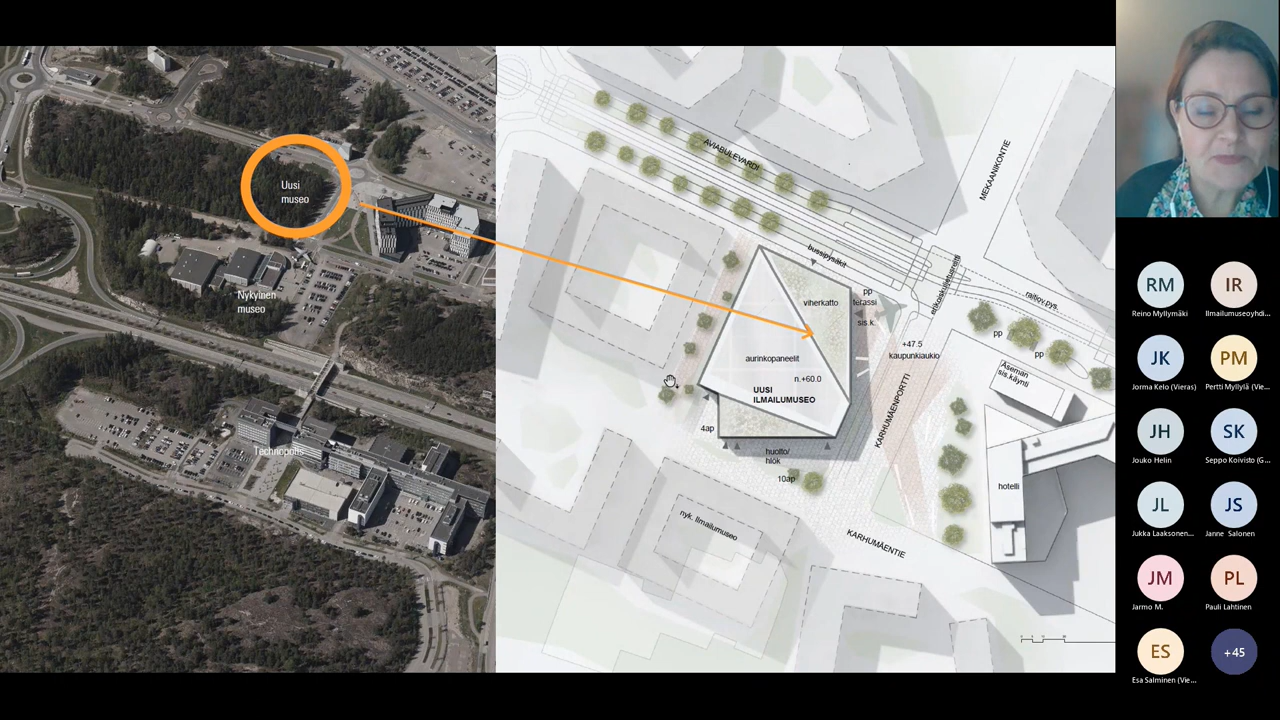 Uusi
museo
Nykyinen
museo
Technopolis
AVIABULEVARDI
MEKAANIKONTIE
bussipysäkit
viherkatto
pp
terassi
sis.k.
+47.5
kaupunkiaukio
raitiov.pys.
pp
pp
Aseman
sis.käynti
aurinkopaneelit
n.+60.0
UUSI
ILMAILUMUSEO
KARHUMÄENPORTTI
4ap
huolto/
hlök
10ap
hotelli
nyk. Ilmailumuseo
KARHUMÄENTIE
RM
Reino Myllymäki
IR
Ilmailumuseoyhdi...
JK
Jorma Kelo (Vieras)
PM
Pertti Myllylä (Vie...
JH
Jouko Helin
SK
Seppo Koivisto (G...
JL
Jukka Laaksonen...
JS
Janne Salonen
JM
Jarmo M.
PL
Pauli Lahtinen
ES
Esa Salminen (Vie...
+45